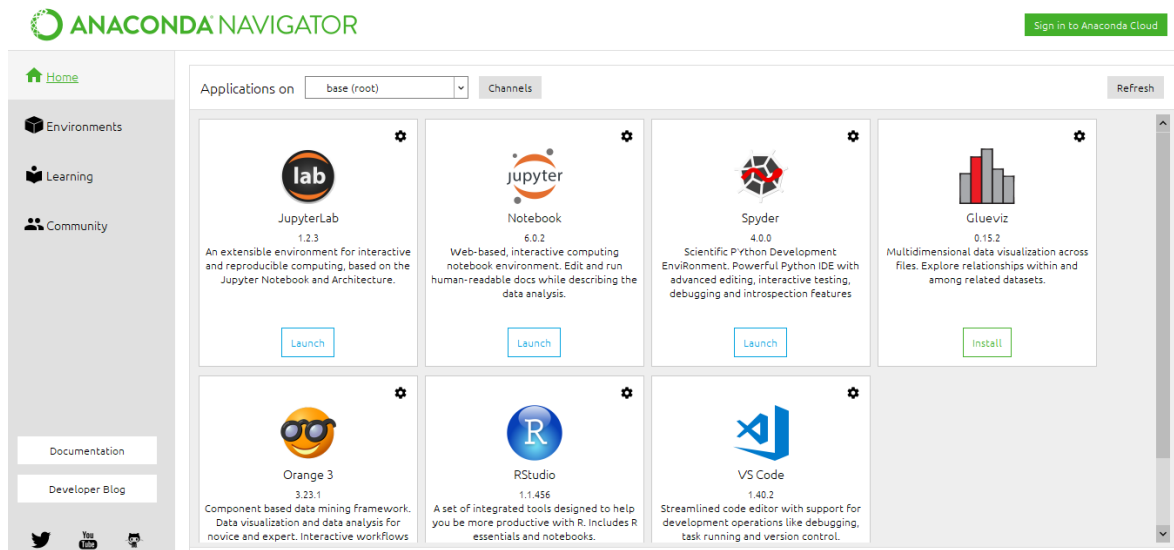 ANACONDA NAVIGATOR
Sign in to Anaconda Cloud
Home
Environments
Learning
Community
Documentation
Developer Blog
You
Tube
Applications on
base (root)
Channels
Refresh
lab
JupyterLab
1.2.3
An extensible environment for interactive
and reproducible computing, based on the
Jupyter Notebook and Architecture.
Launch
jupyter
Notebook
6.0.2
Web-based, interactive computing
notebook environment. Edit and run
human-readable docs while describing the
data analysis.
Launch
Spyder
4.0.0
Scientific PYthon Development
EnviRonment. Powerful Python IDE with
advanced editing, interactive testing,
debugging and introspection features
Launch
Glueviz
0.15.2
Multidimensional data visualization across
files. Explore relationships within and
among related datasets.
Install
Orange 3
3.23.1
Component based data mining framework.
Data visualization and data analysis for
novice and expert. Interactive workflows
R
RStudio
1.1.456
A set of integrated tools designed to help
you be more productive with R. Includes R
essentials and notebooks.
VS Code
1.40.2
Streamlined code editor with support for
development operations like debugging,
task running and version control.